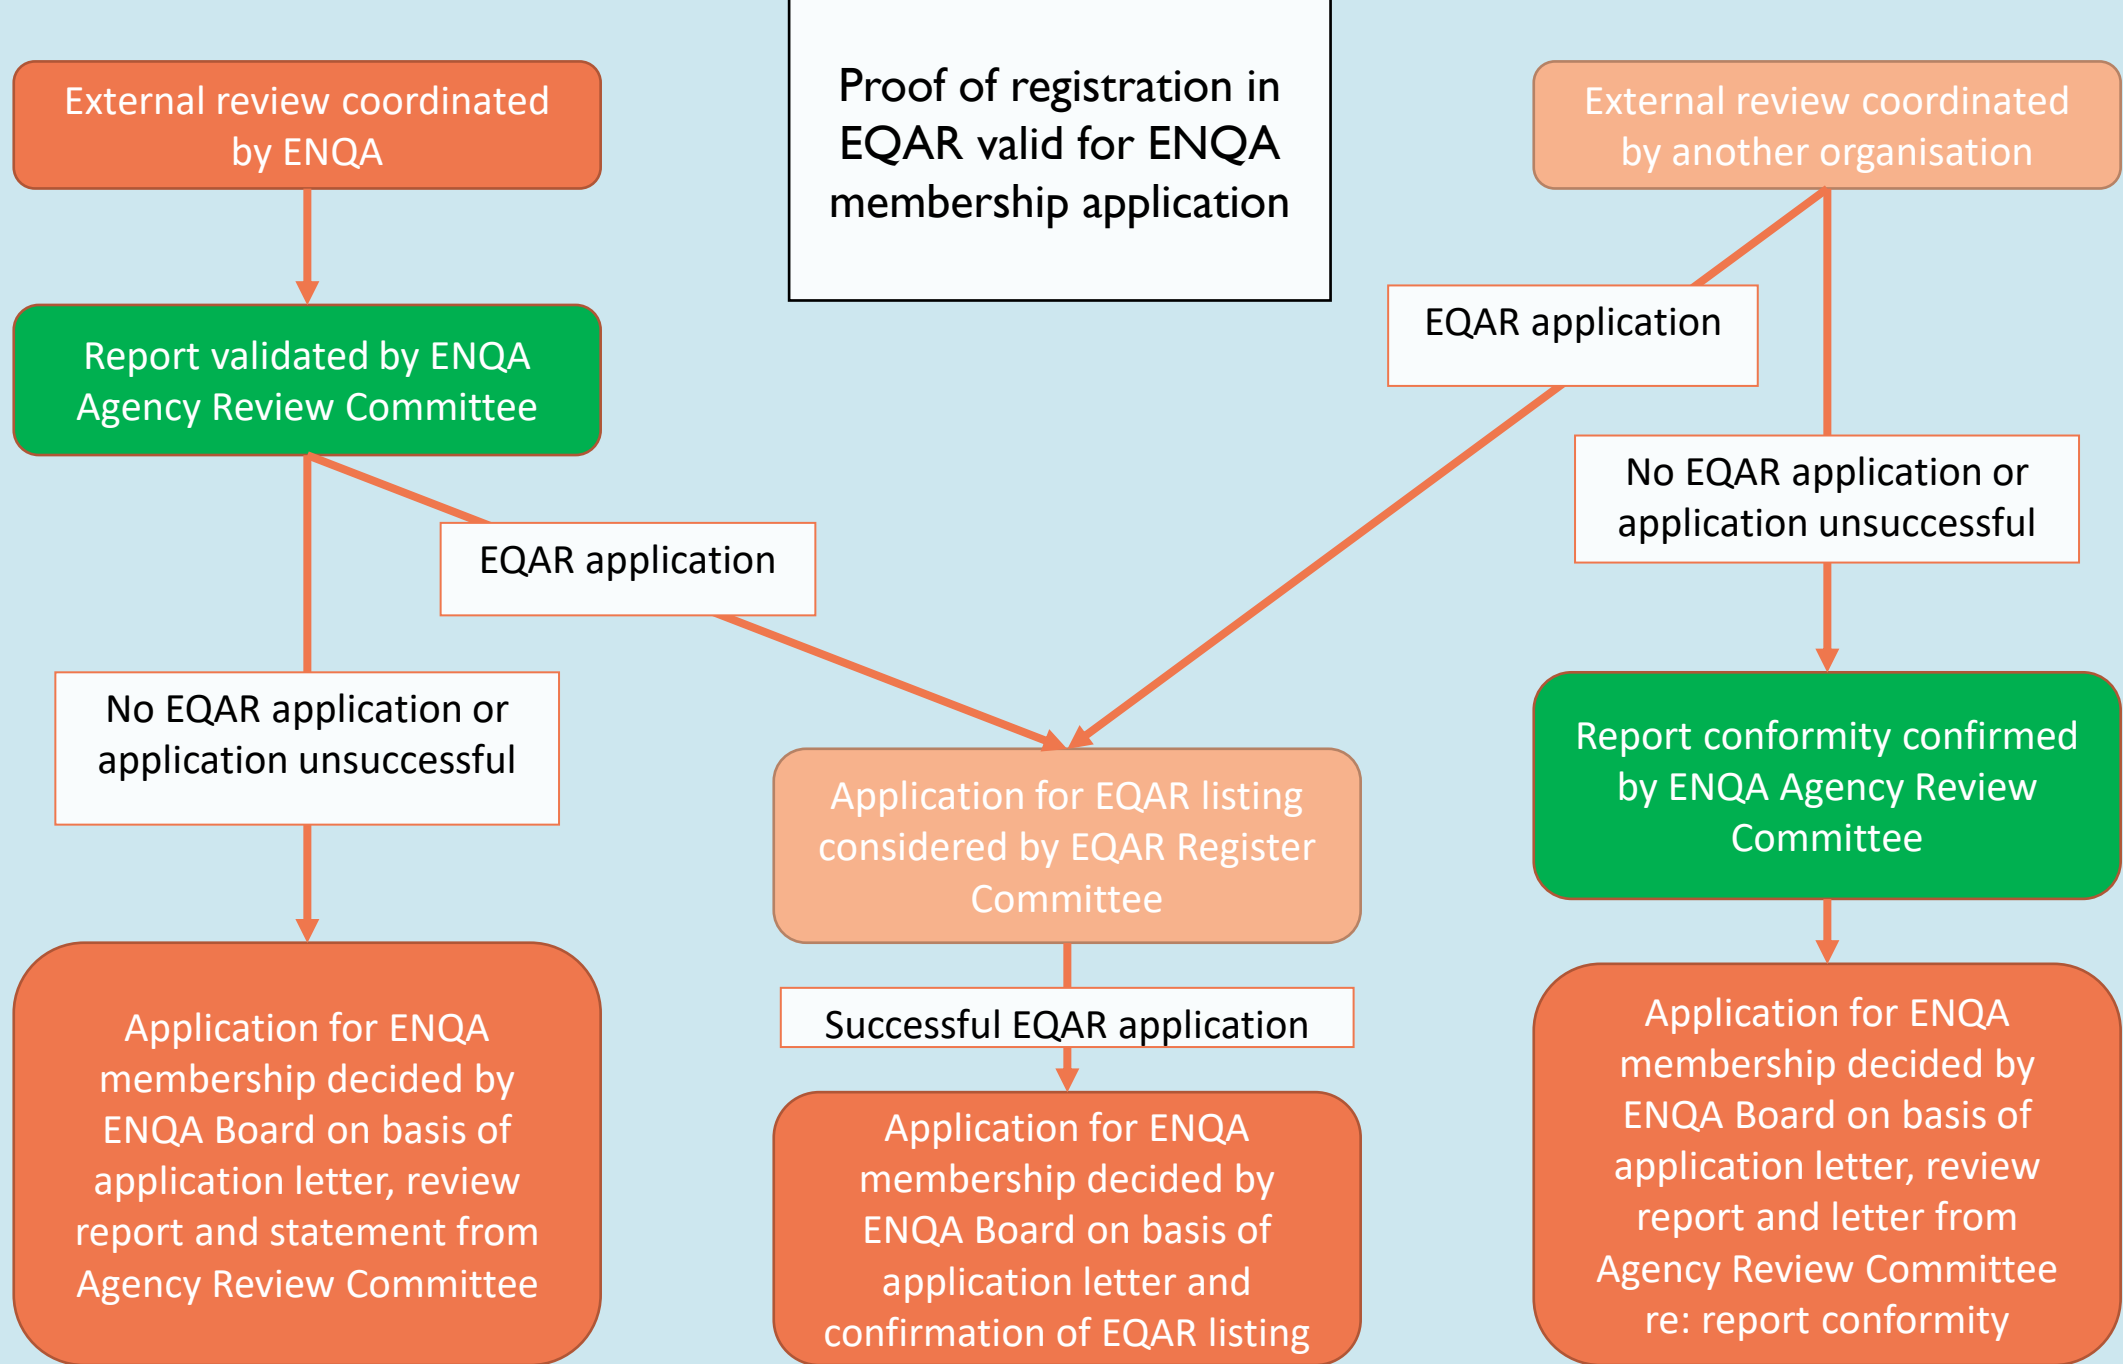 External review coordinated
by ENQA
Proof of registration in
EQAR valid for ENQA
membership application
External review coordinated
by another organisation
Report validated by ENQA
Agency Review Committee
EQAR application
No EQAR application or
application unsuccessful
EQAR application
No EQAR application or
application unsuccessful
Application for EQAR listing
considered by EQAR Register
Committee
Report conformity confirmed
by ENQA Agency Review
Committee
Successful EQAR application
Application for ENQA
membership decided by
ENQA Board on basis of
application letter, review
report and statement from
Agency Review Committee
Application for ENQA
membership decided by
ENQA Board on basis of
application letter and
confirmation of EQAR listing
Application for ENQA
membership decided by
ENQA Board on basis of
application letter, review
report and letter from
Agency Review Committee
re: report conformity